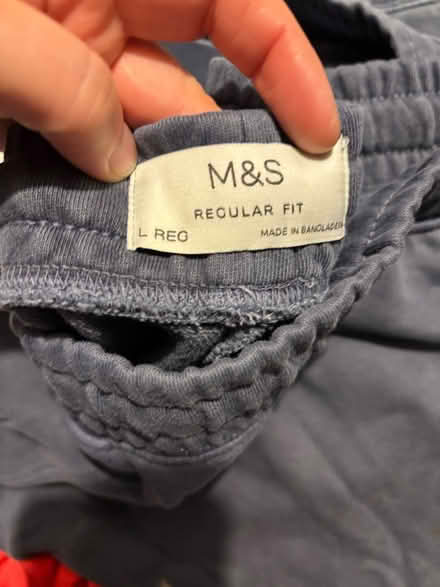 M&S
REGULAR FIT
L REG
MADE IN BANGLADESH